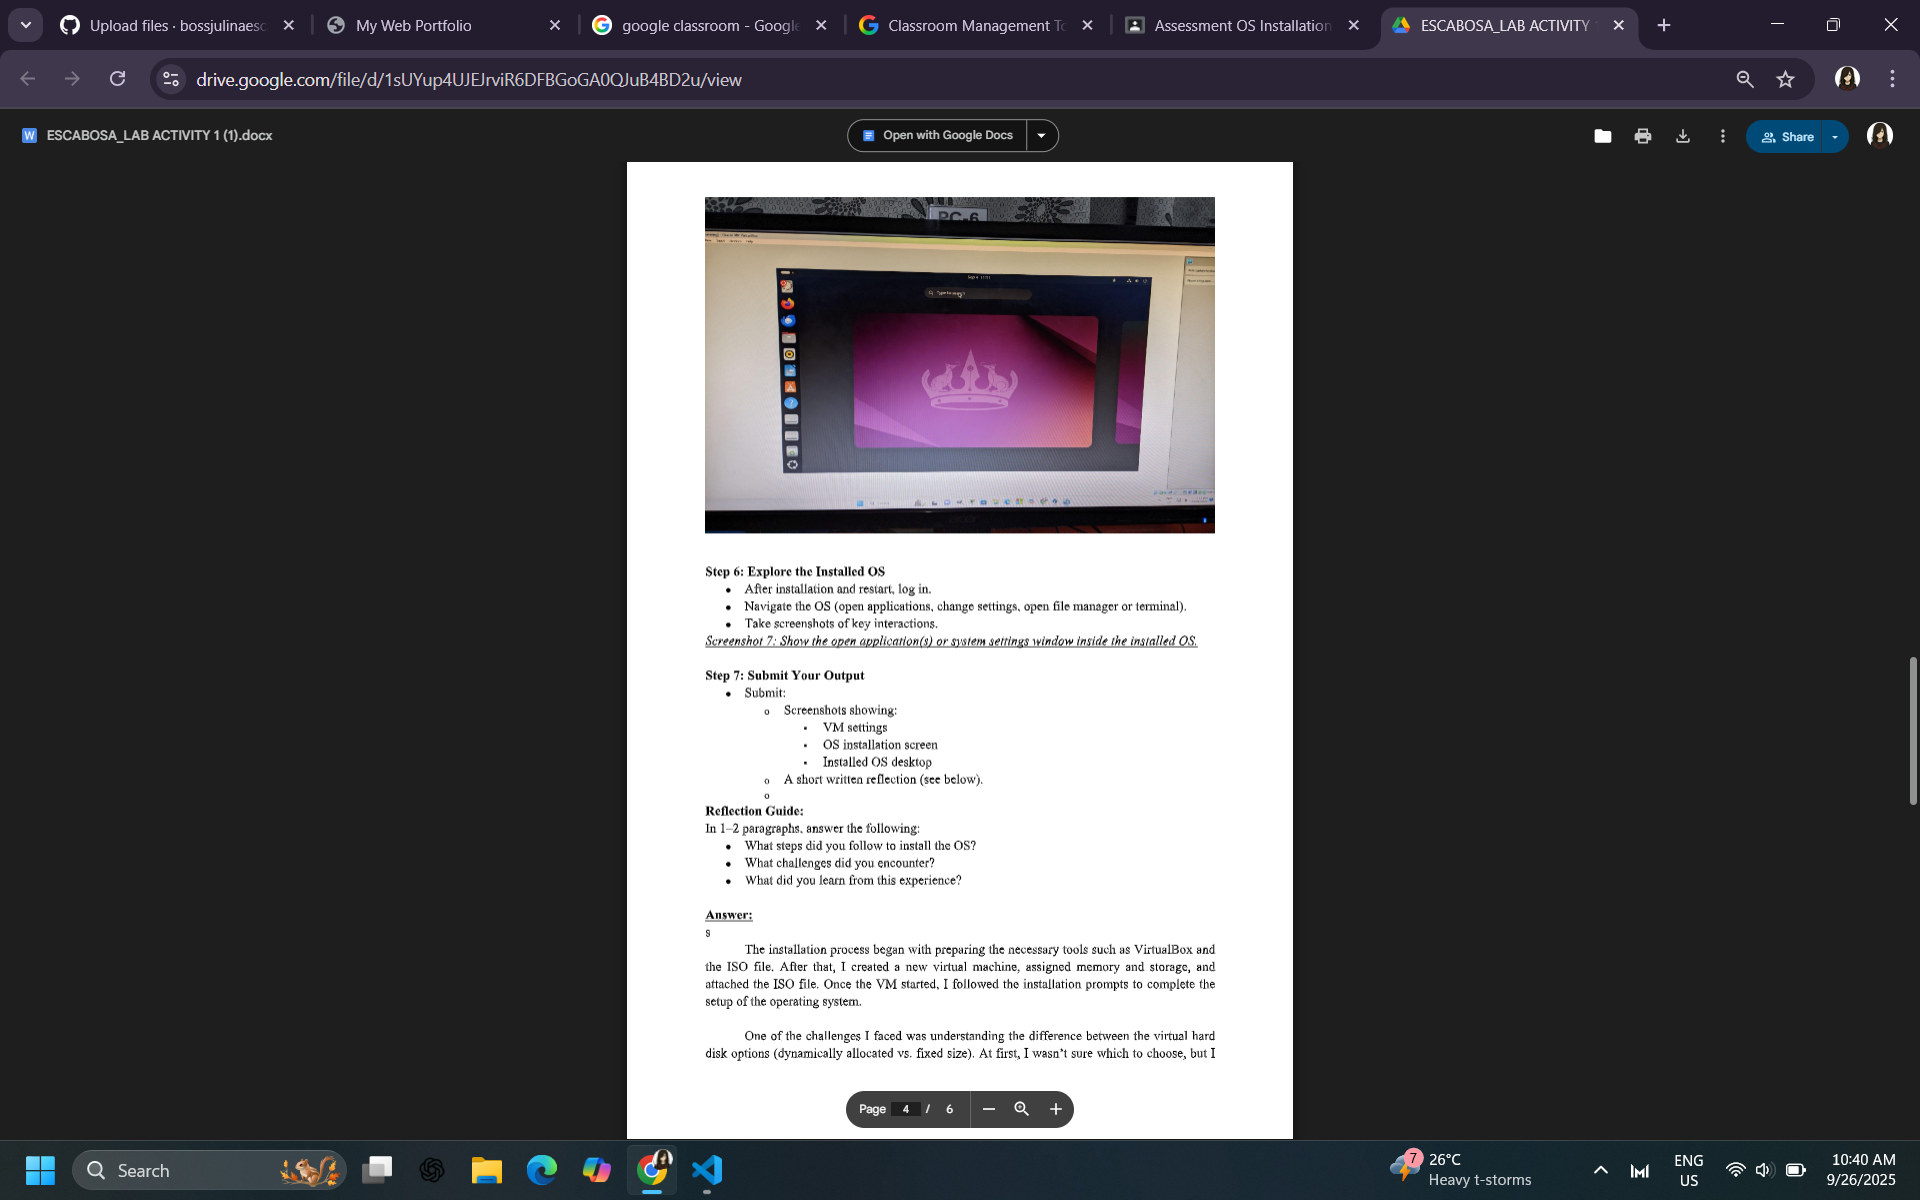 Upload files · bossjulinaesc
My Web Portfolio
google classroom - Google
Classroom Management To
Assessment OS Installation
ESCABOSA_LAB ACTIVITY
drive.google.com/file/d/1sUYup4UJEJrviR6DFBGoGA0QJuB4BD2u/view
W ESCABOSA_LAB ACTIVITY 1 (1).docx
Open with Google Docs
Share
PC-6
Type to search
Step 6: Explore the Installed OS
• After installation and restart, log in.
• Navigate the OS (open applications, change settings, open file manager or terminal).
• Take screenshots of key interactions.
Screenshot 7: Show the open application(s) or system settings window inside the installed OS.
Step 7: Submit Your Output
• Submit:
o Screenshots showing:
▪ VM settings
▪ OS installation screen
▪ Installed OS desktop
o A short written reflection (see below).
o
Reflection Guide:
In 1–2 paragraphs, answer the following:
• What steps did you follow to install the OS?
• What challenges did you encounter?
• What did you learn from this experience?
Answer:
s
The installation process began with preparing the necessary tools such as VirtualBox and
the ISO file. After that, I created a new virtual machine, assigned memory and storage, and
attached the ISO file. Once the VM started, I followed the installation prompts to complete the
setup of the operating system.
One of the challenges I faced was understanding the difference between the virtual hard
disk options (dynamically allocated vs. fixed size). At first, I wasn't sure which to choose, but I
Page 4 / 6
Search
7
26°C
Heavy t-storms
ENG
US
10:40 AM
9/26/2025